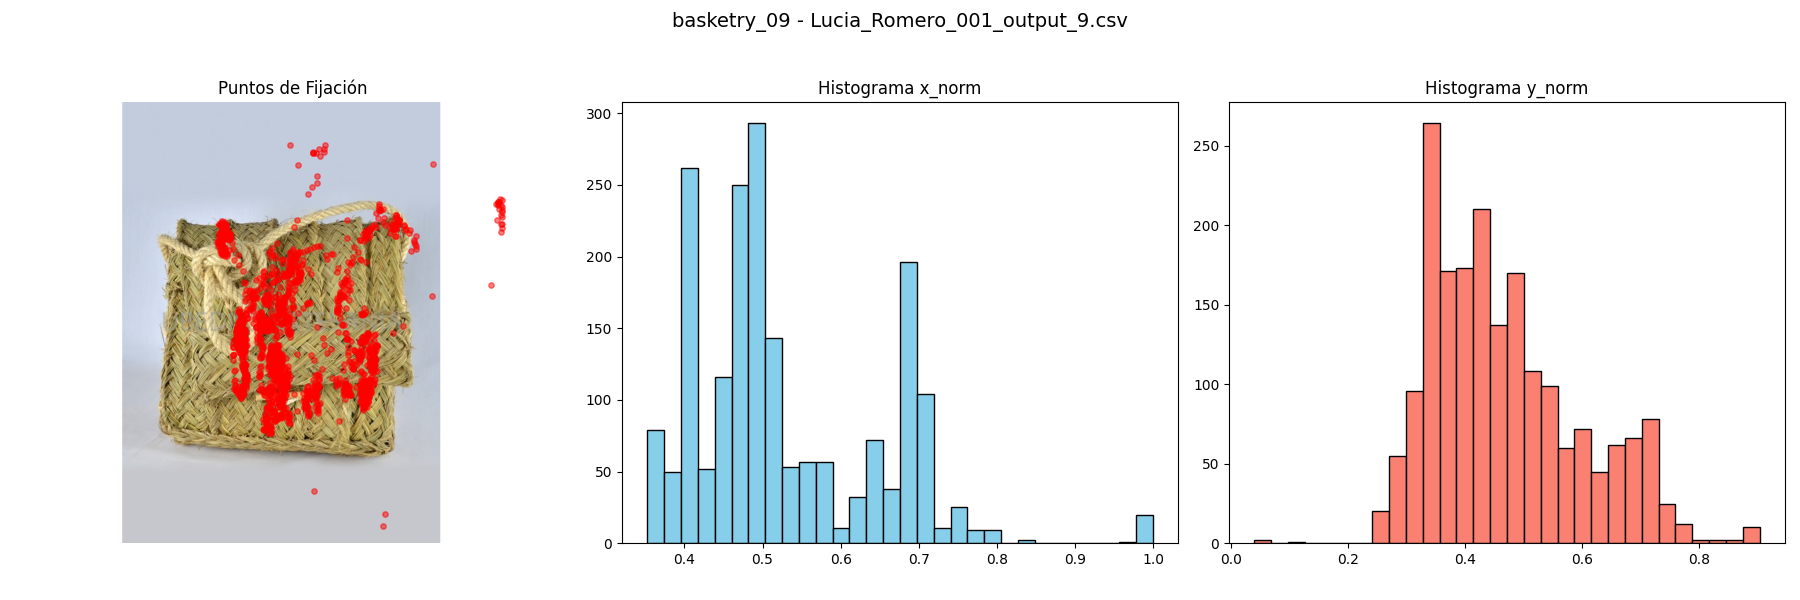 basketry_09 - Lucia_Romero_001_output_9.csv
Puntos de Fijación
Histograma x_norm
300
250
200
150
100
50
0
0.4 0.5 0.6 0.7 0.8 0.9 1.0
Histograma y_norm
250
200
150
100
50
0
0.0 0.2 0.4 0.6 0.8